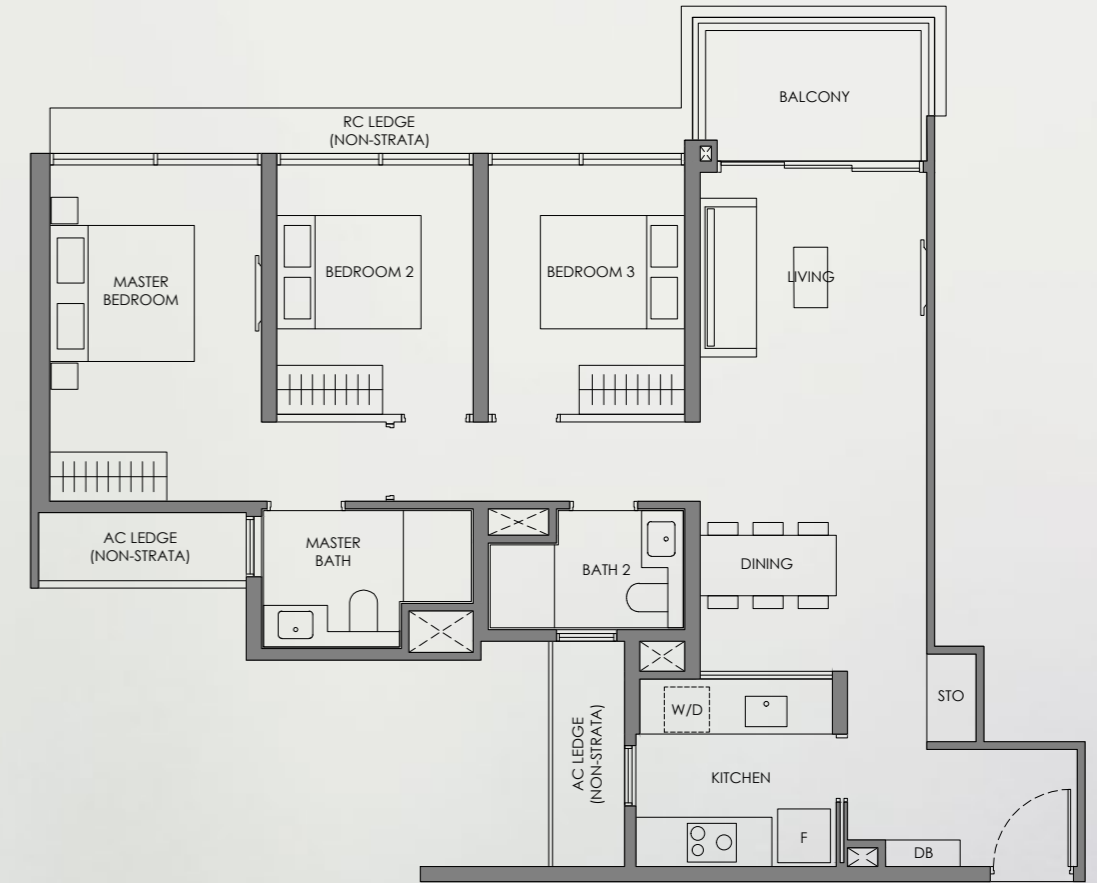 BALCONY
RC LEDGE
(NON-STRATA)
MASTER
BEDROOM
BEDROOM 2
BEDROOM 3
LIVING
AC LEDGE
(NON-STRATA)
MASTER
BATH
BATH 2
DINING
W/D
STO
AC LEDGE
(NON-STRATA)
KITCHEN
F
DB